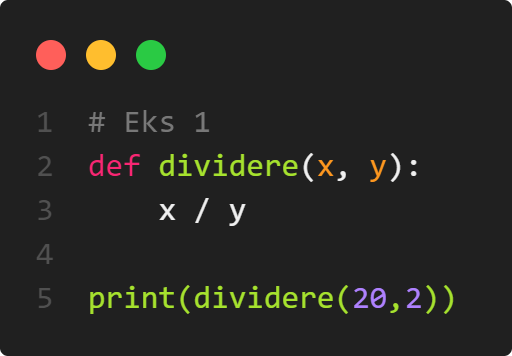 1 # Eks 1
2 def dividere(x, y):
3     x / y
4
5 print(dividere(20,2))